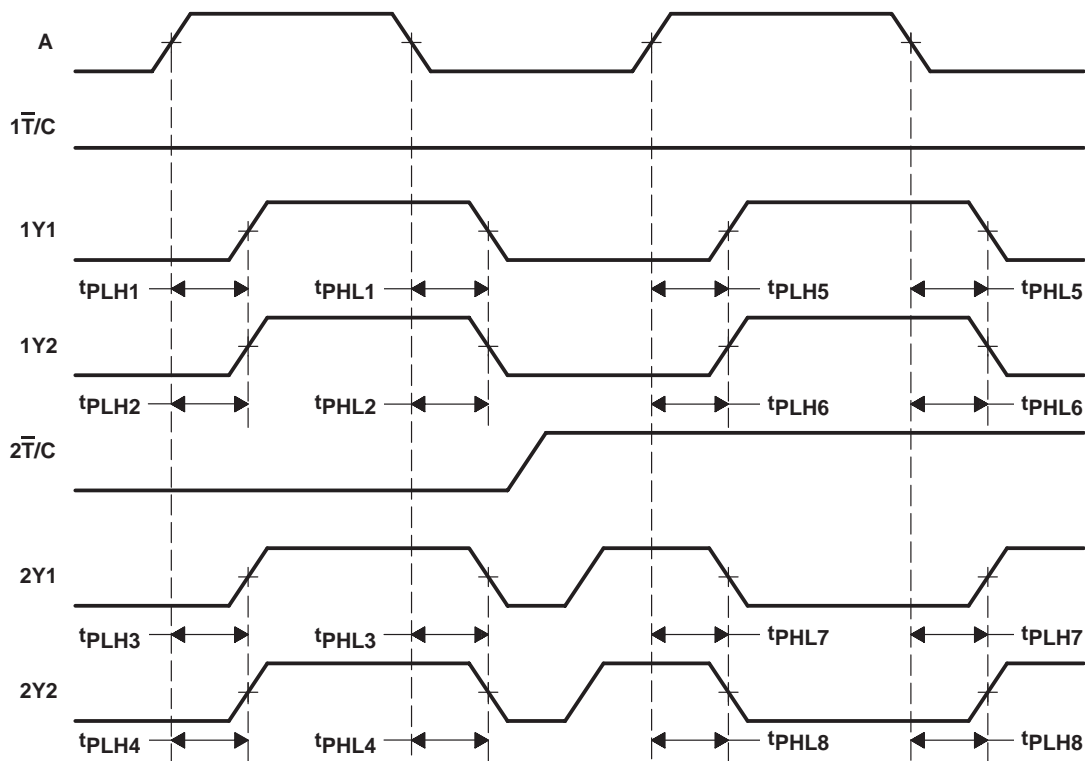 A
1T̅/C
1Y1
tPLH1 tPHL1 tPLH5 tPHL5
1Y2
tPLH2 tPHL2 tPLH6 tPHL6
2T̅/C
2Y1
tPLH3 tPHL3 tPHL7 tPLH7
2Y2
tPLH4 tPHL4 tPHL8 tPLH8